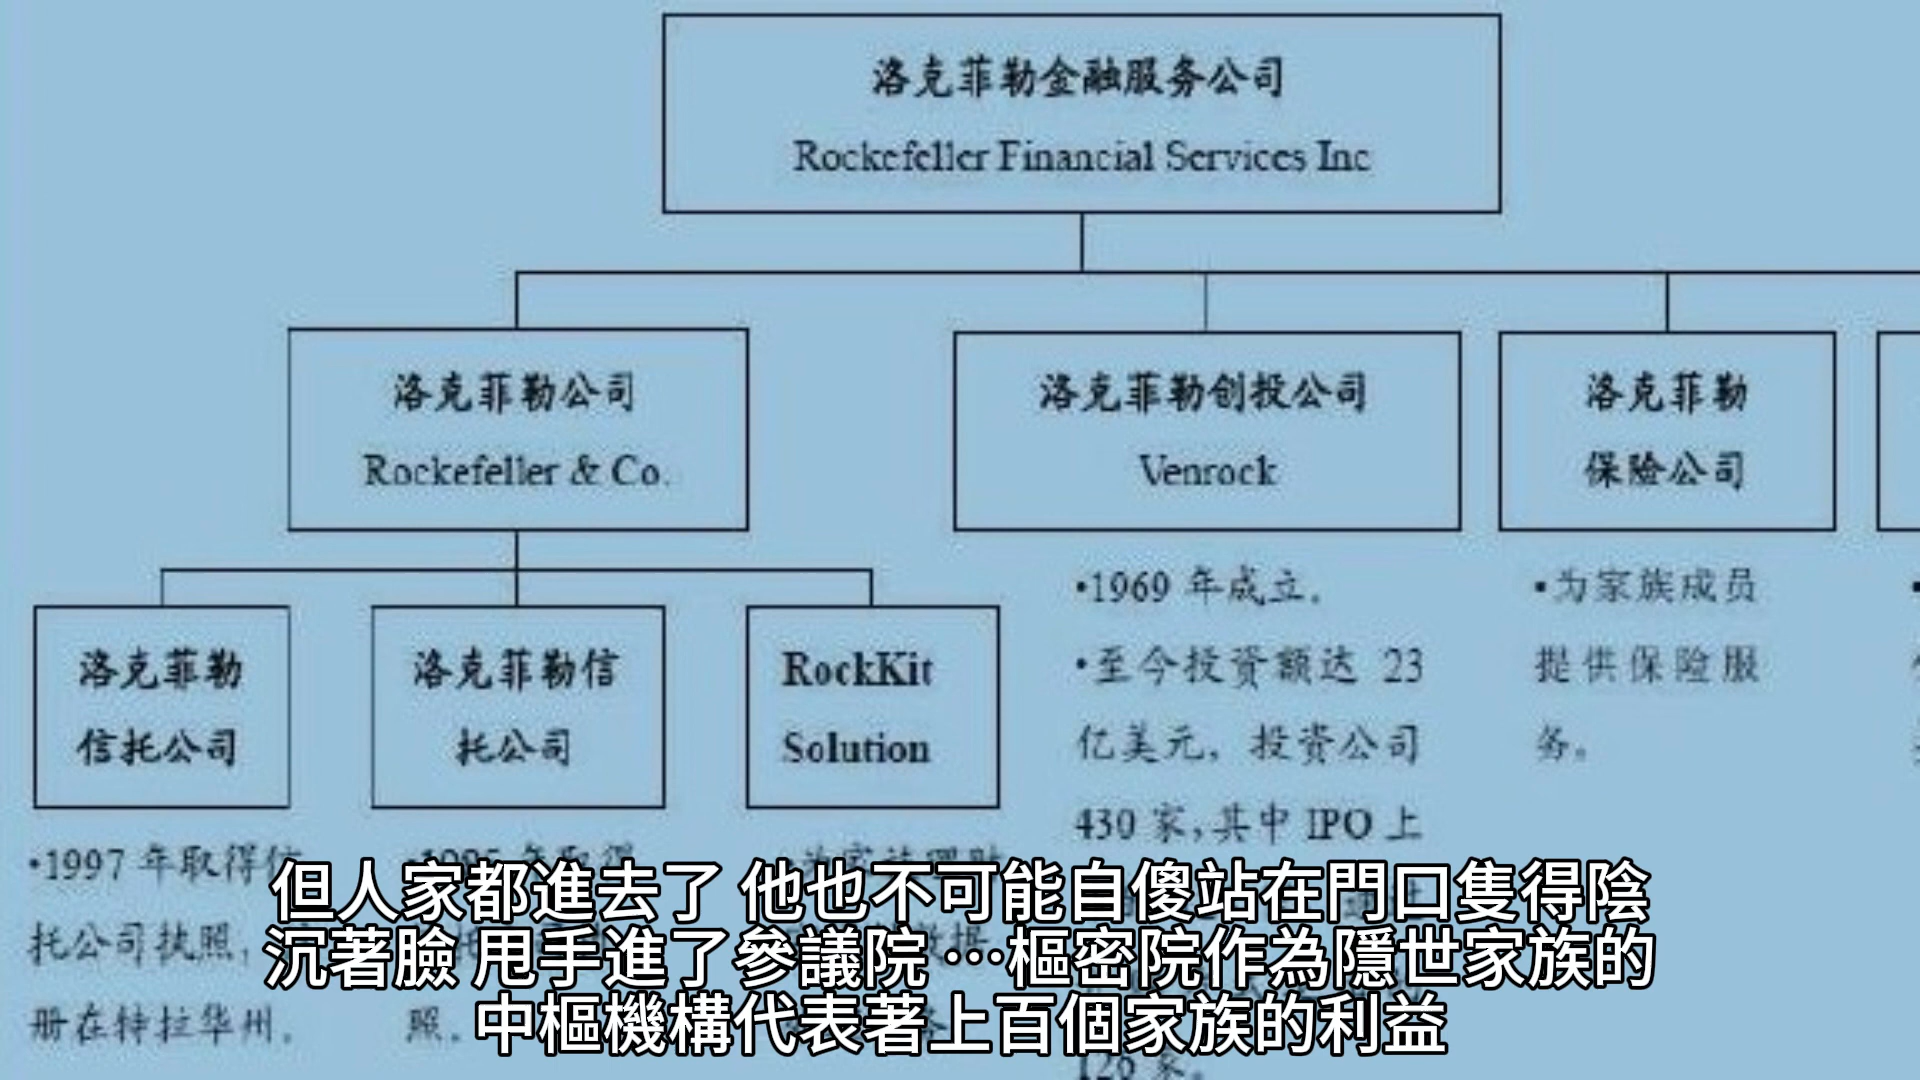 洛克菲勒金融服务公司
Rockefeller Financial Services Inc
洛克菲勒公司
Rockefeller & Co.
洛克菲勒创投公司
Venrock
洛克菲勒
保险公司
洛克菲勒
信托公司
洛克菲勒信
托公司
RockKit
Solution
•1969 年成立。
•至今投资额达 23
亿美元，投资公司
430 家，其中 IPO 上
•为家族成员
提供保险服
务。
•1997 年取得信
托公司执照，
册在特拉华州。
照。
但人家都進去了 他也不可能自傻站在門口隻得陰
沉著臉 甩手進了參議院 …樞密院作為隱世家族的
中樞機構代表著上百個家族的利益